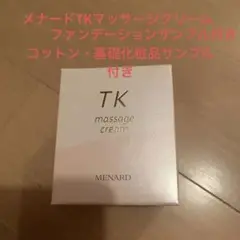 メナードTKマッサージクリーム
ファンデーションサンプル
コットン・基礎化粧品サンプル
付き
TK
massage
cream
MENARD